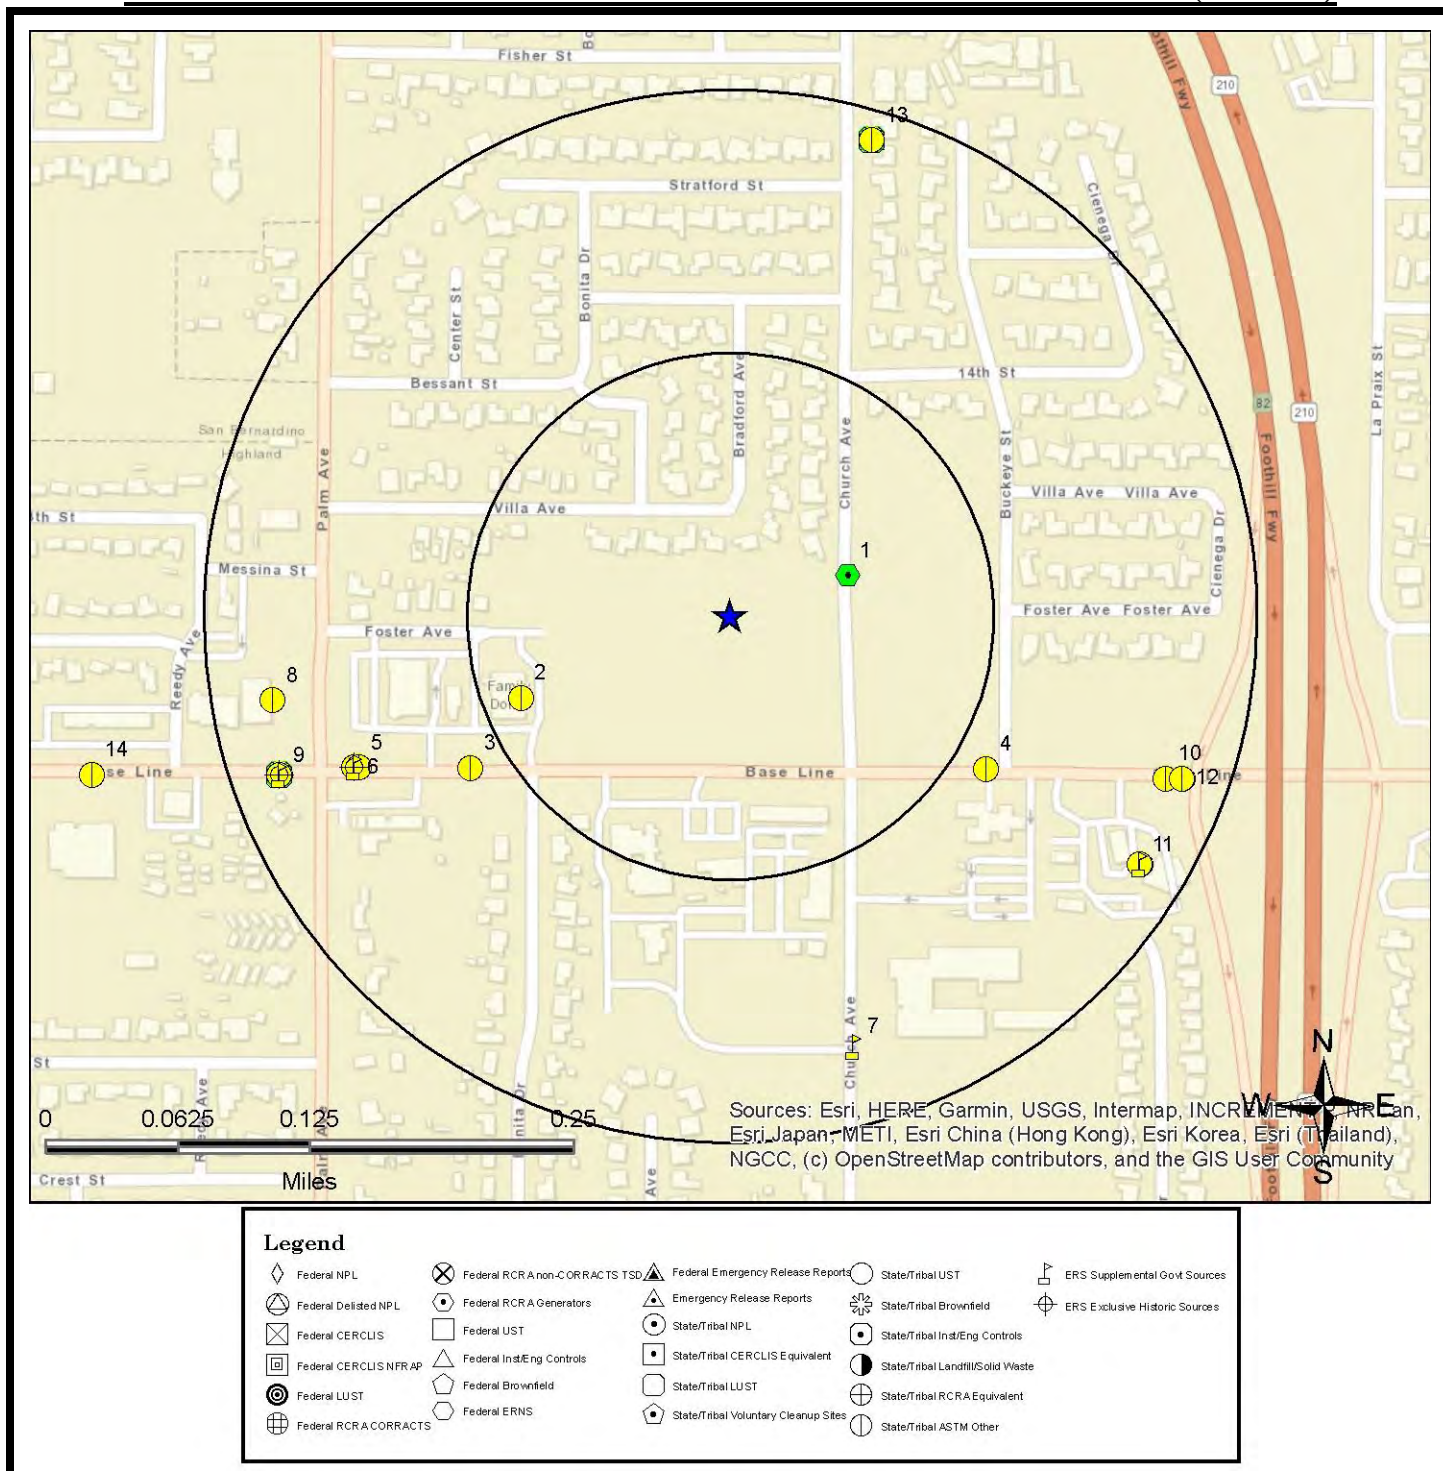 Fisher St
Foothill Fwy
210
13
Stratford St
Cienega Dr
Bonita Dr
Center St
La Praix St
14th St
Bessant St
Bradford Ave
82
210
San Bernardino
Highland
Church Ave
Buckeye St
Foothill Fwy
Palm Ave
Villa Ave
Villa Ave Villa Ave
Cienega Dr
1
Messina St
Foster Ave
Foster Ave Foster Ave
Reedy Ave
8
2
14
9
5
6
3
4
10
12
Base Line
11
7
Church Ave
St
Crest St
Ave
0 0.0625 0.125 0.25
Miles
N
W E
S
Sources: Esri, HERE, Garmin, USGS, Intermap, INCREMENT
Esri Japan, METI, Esri China (Hong Kong), Esri Korea, Esri (Thailand),
NGCC, (c) OpenStreetMap contributors, and the GIS User Community
Legend
Federal NPL
Federal Delisted NPL
Federal CERCLIS
Federal CERCLIS NFRAP
Federal LUST
Federal RCRA CORRACTS
Federal RCRA non-CORRACTS TSD
Federal RCRA Generators
Federal UST
Federal Inst/Eng Controls
Federal Brownfield
Federal ERNS
Federal Emergency Release Reports
Emergency Release Reports
State/Tribal NPL
State/Tribal CERCLIS Equivalent
State/Tribal LUST
State/Tribal Voluntary Cleanup Sites
State/Tribal UST
State/Tribal Brownfield
State/Tribal Inst/Eng Controls
State/Tribal Landfill/Solid Waste
State/Tribal RCRA Equivalent
State/Tribal ASTM Other
ERS Supplemental Govt Sources
ERS Exclusive Historic Sources